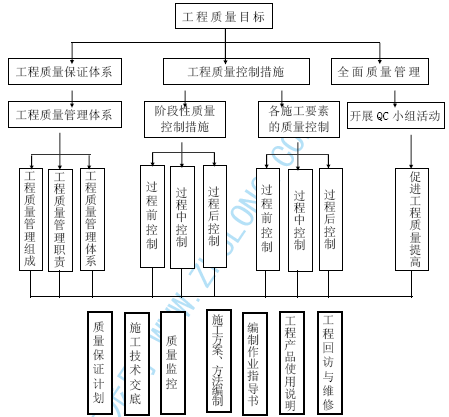 工程质量目标
工程质量保证体系
工程质量控制措施
全面质量管理
工程质量管理体系
阶段性质量
控制措施
各施工要素
的质量控制
开展 QC 小组活动
工程质量管理组成
工程质量管理职责
工程质量管理体系
过程前控制
过程中控制
过程后控制
过程前控制
过程中控制
过程后控制
促进工程质量提高
质量保证计划
施工技术交底
质量监控
施工方案、方法编制
编制作业指导书
工程产品使用说明
工程回访与维修